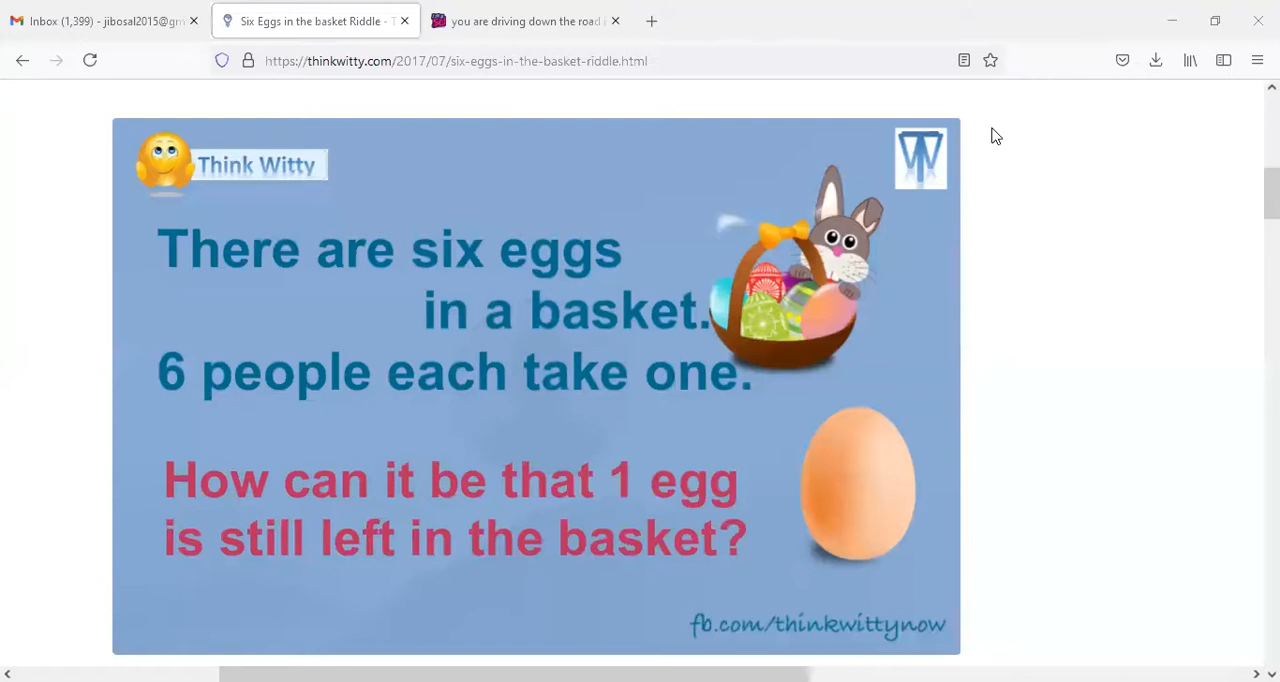 Inbox (1,399) - jibosal2015@gm
Six Eggs in the basket Riddle - T
you are driving down the road i
https://thinkwitty.com/2017/07/six-eggs-in-the-basket-riddle.html
Think Witty
TW
There are six eggs
in a basket.
6 people each take one.
How can it be that 1 egg
is still left in the basket?
fb.com/thinkwittynow